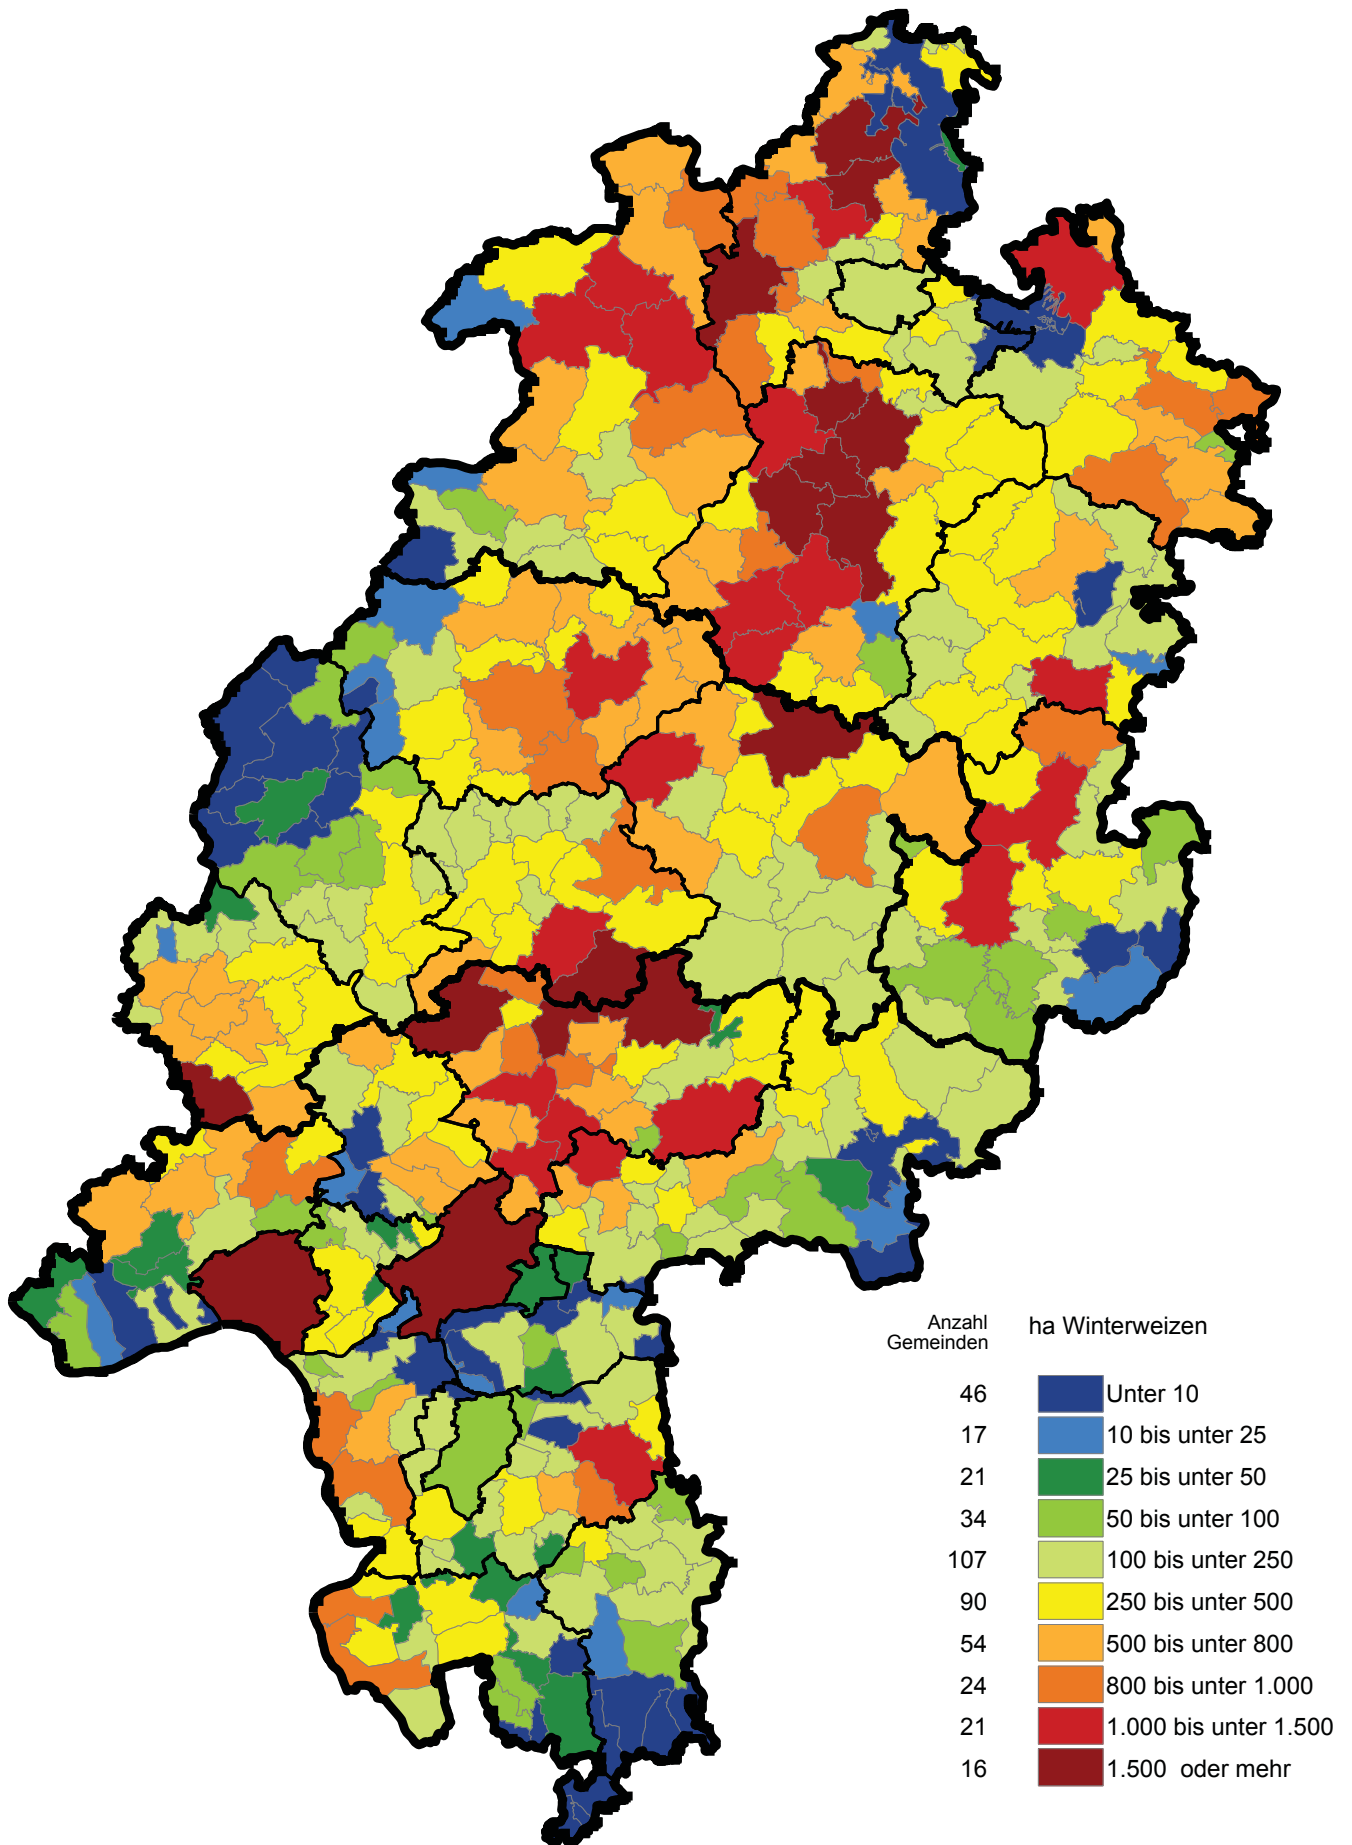 Anzahl
Gemeinden
ha Winterweizen
46 Unter 10
17 10 bis unter 25
21 25 bis unter 50
34 50 bis unter 100
107 100 bis unter 250
90 250 bis unter 500
54 500 bis unter 800
24 800 bis unter 1.000
21 1.000 bis unter 1.500
16 1.500 oder mehr